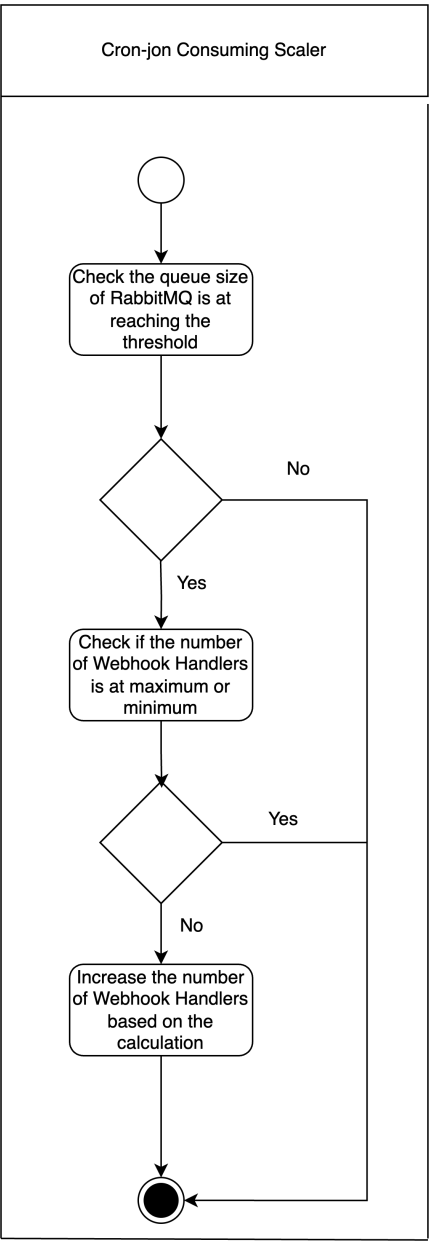 Cron-jon Consuming Scaler
Check the queue size
of RabbitMQ is at
reaching the
threshold
No
Yes
Check if the number
of Webhook Handlers
is at maximum or
minimum
Yes
No
Increase the number
of Webhook Handlers
based on the
calculation